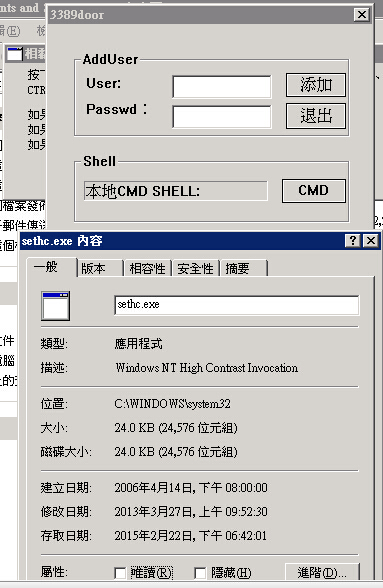 nts and
3389door
AddUser
User:
添加
Passwd：
退出
Shell
本地CMD SHELL:
CMD
按
CTR
如
如
如
sethc.exe 內容
一般
版本
相容性
安全性
摘要
sethc.exe
類型: 應用程式
描述: Windows NT High Contrast Invocation
位置: C:\WINDOWS\system32
大小: 24.0 KB (24,576 位元組)
磁碟大小: 24.0 KB (24,576 位元組)
建立日期: 2006年4月14日, 下午 08:00:00
修改日期: 2013年3月27日, 上午 09:52:30
存取日期: 2015年2月22日, 下午 06:42:01
屬性: 唯讀(R) 隱藏(H) 進階(D)...